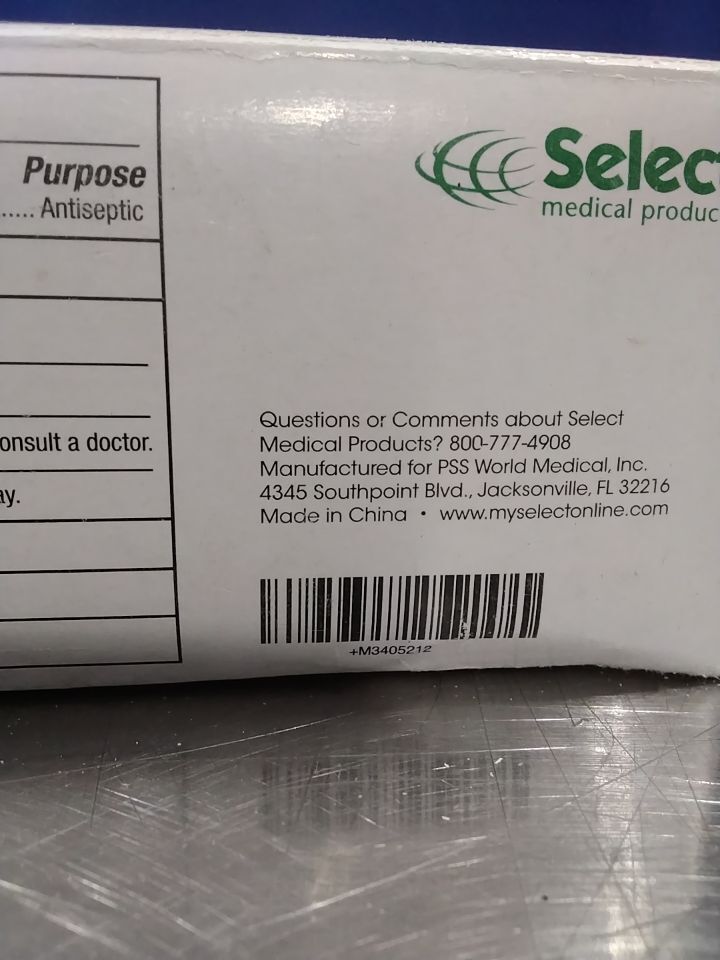 Purpose
..... Antiseptic
onsult a doctor.
ay.
Select
medical produc
Questions or Comments about Select
Medical Products? 800-777-4908
Manufactured for PSS World Medical, Inc.
4345 Southpoint Blvd., Jacksonville, FL 32216
Made in China • www.myselectonline.com
+M3405212